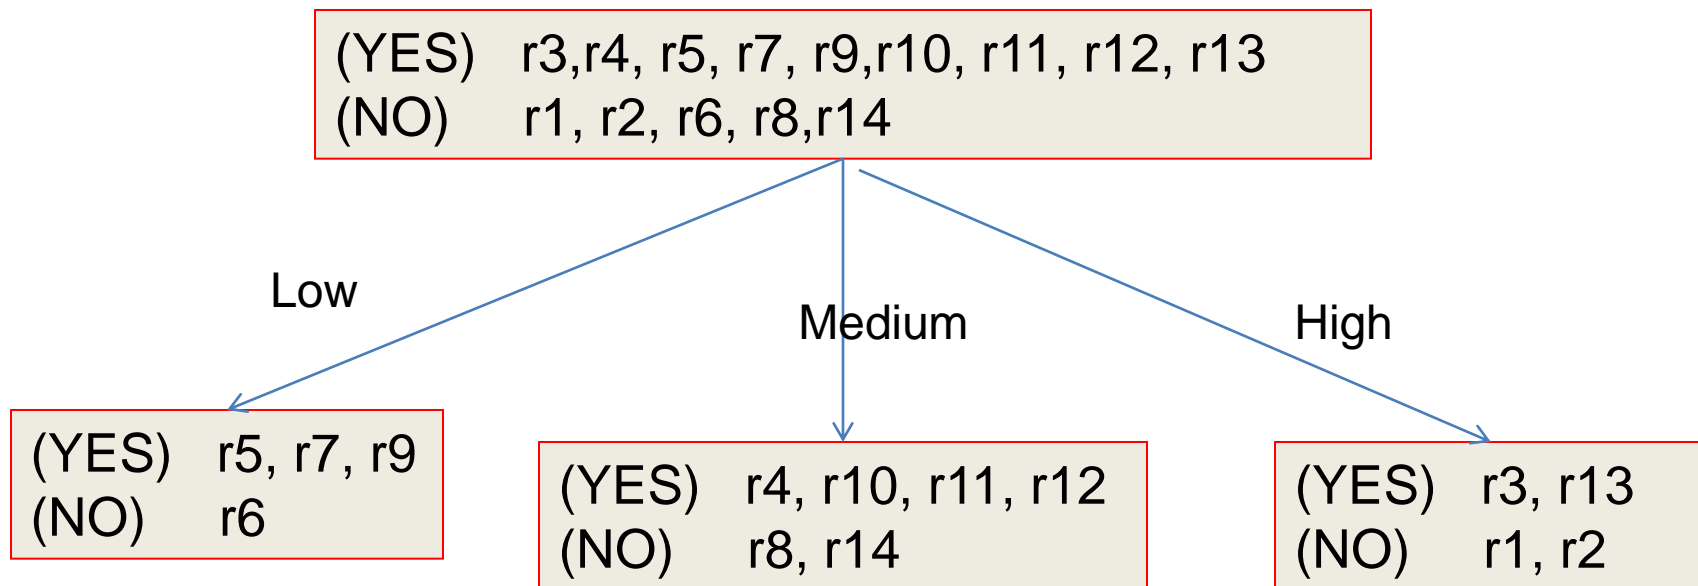 (YES) r3,r4, r5, r7, r9,r10, r11, r12, r13
(NO) r1, r2, r6, r8,r14
Low
Medium
High
(YES) r5, r7, r9
(NO) r6
(YES) r4, r10, r11, r12
(NO) r8, r14
(YES) r3, r13
(NO) r1, r2